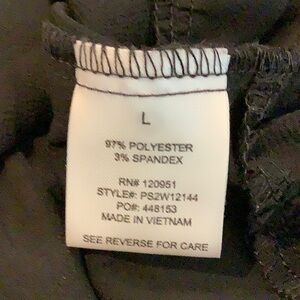 L
97% POLYESTER
3% SPANDEX
RN# 120951
STYLE#: PS2W12144
PO#: 448153
MADE IN VIETNAM
SEE REVERSE FOR CARE